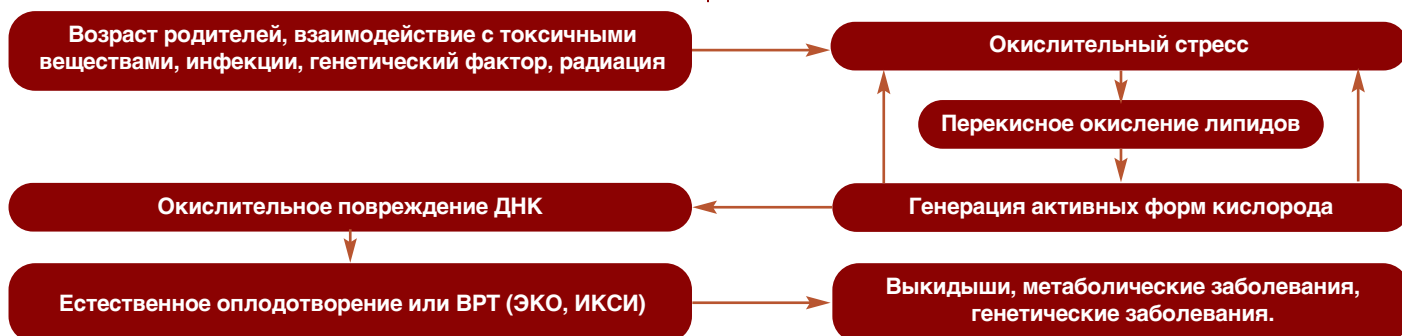 Возраст родителей, взаимодействие с токсичными
веществами, инфекции, генетический фактор, радиация
Окислительный стресс
Перекисное окисление липидов
Генерация активных форм кислорода
Окислительное повреждение ДНК
Естественное оплодотворение или ВРТ (ЭКО, ИКСИ)
Выкидыши, метаболические заболевания,
генетические заболевания.